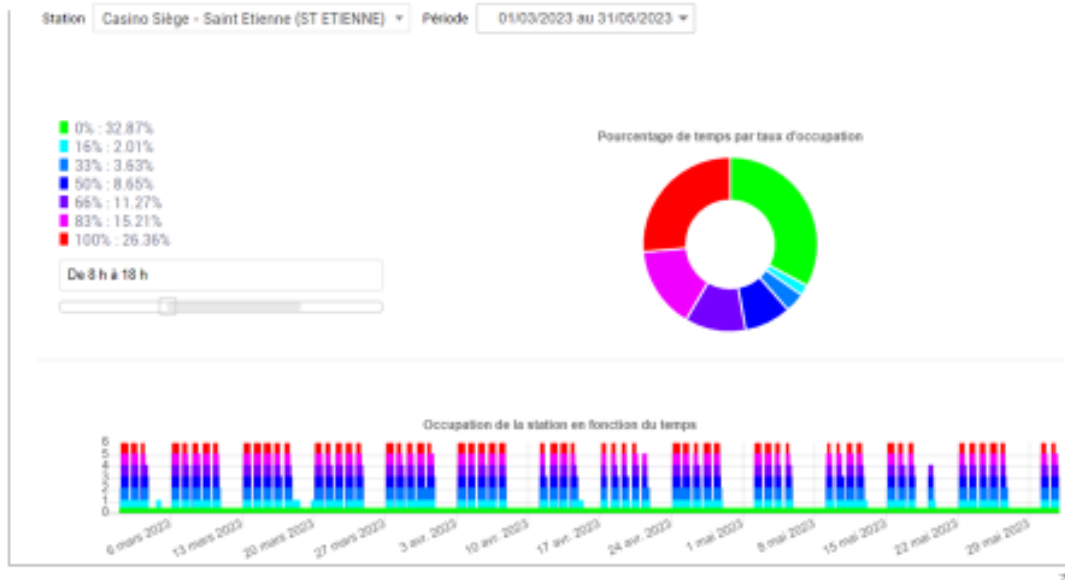 Station Casino Siège - Saint Etienne (ST ETIENNE) Période 01/03/2023 au 31/05/2023
0% : 32.87%
16% : 2.01%
33% : 3.63%
50% : 8.65%
66% : 11.27%
83% : 15.21%
100% : 26.36%
De 8 h à 18 h
Pourcentage de temps par taux d'occupation
Occupation de la station en fonction du temps
6
5
4
3
2
1
0
6 mars 2023 13 mars 2023 20 mars 2023 27 mars 2023 3 avr. 2023 10 avr. 2023 17 avr. 2023 24 avr. 2023 1 mai 2023 8 mai 2023 15 mai 2023 22 mai 2023 29 mai 2023